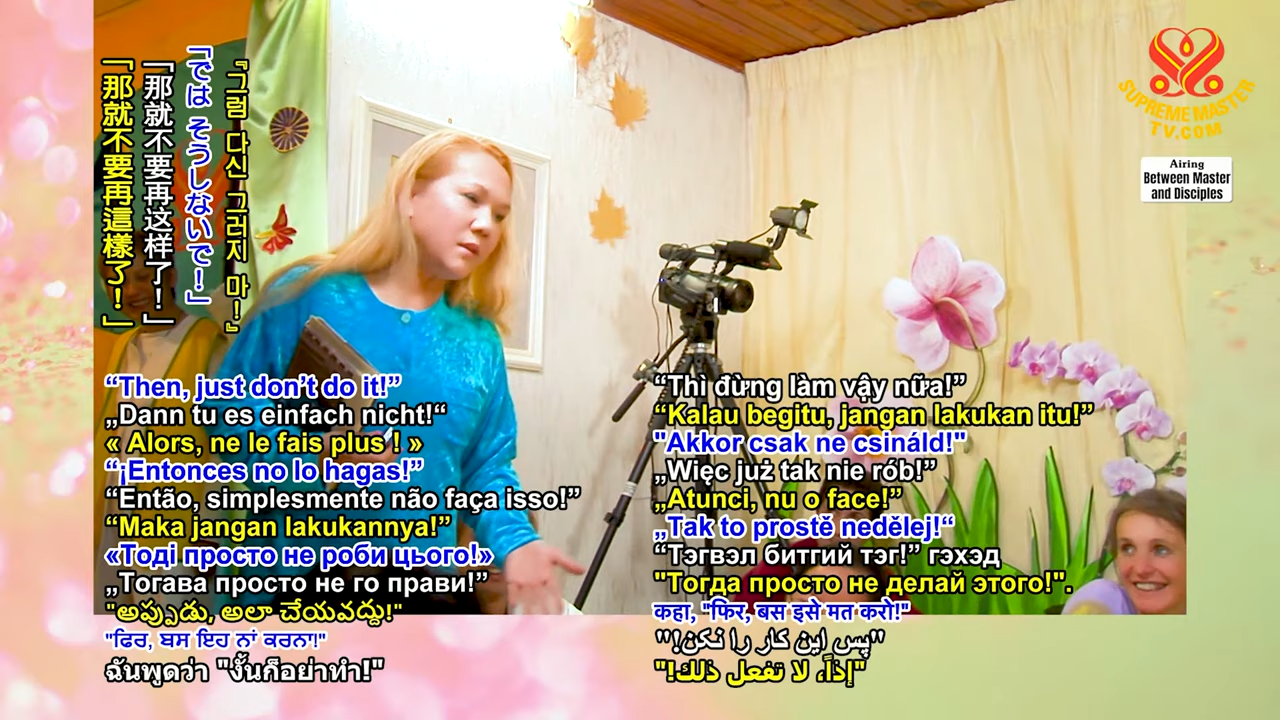 「那就不要再這樣了！」
「那就不要再这样了！」
「では そうしないで！」
『그럼 다신 그러지 마！』
SUPREME MASTER
TV.COM
Airing
Between Master
and Disciples
“Then, just don’t do it!”
„Dann tu es einfach nicht!“
« Alors, ne le fais plus ! »
“¡Entonces no lo hagas!”
“Então, simplesmente não faça isso!”
“Maka jangan lakukannya!”
«Тоді просто не роби цього!»
„Тогава просто не го прави!”
"అప్పుడు, అలా చేయవద్దు!"
"ਫਿਰ, ਬਸ ਇਹ ਨਾਂ ਕਰਨਾ!"
ฉันพูดว่า "งั้นก็อย่าทำ!"
“Thì đừng làm vậy nữa!”
“Kalau begitu, jangan lakukan itu!”
"Akkor csak ne csináld!"
„Więc już tak nie rób!”
„Atunci, nu o face!”
„Tak to prostě nedělej!“
“Тэгвэл битгий тэг!” гэхэд
"Тогда просто не делай этого!".
कहा, "फिर, बस इसे मत करो!"
"پس این کار را نکن!"
"إذاً، لا تفعل ذلك!"